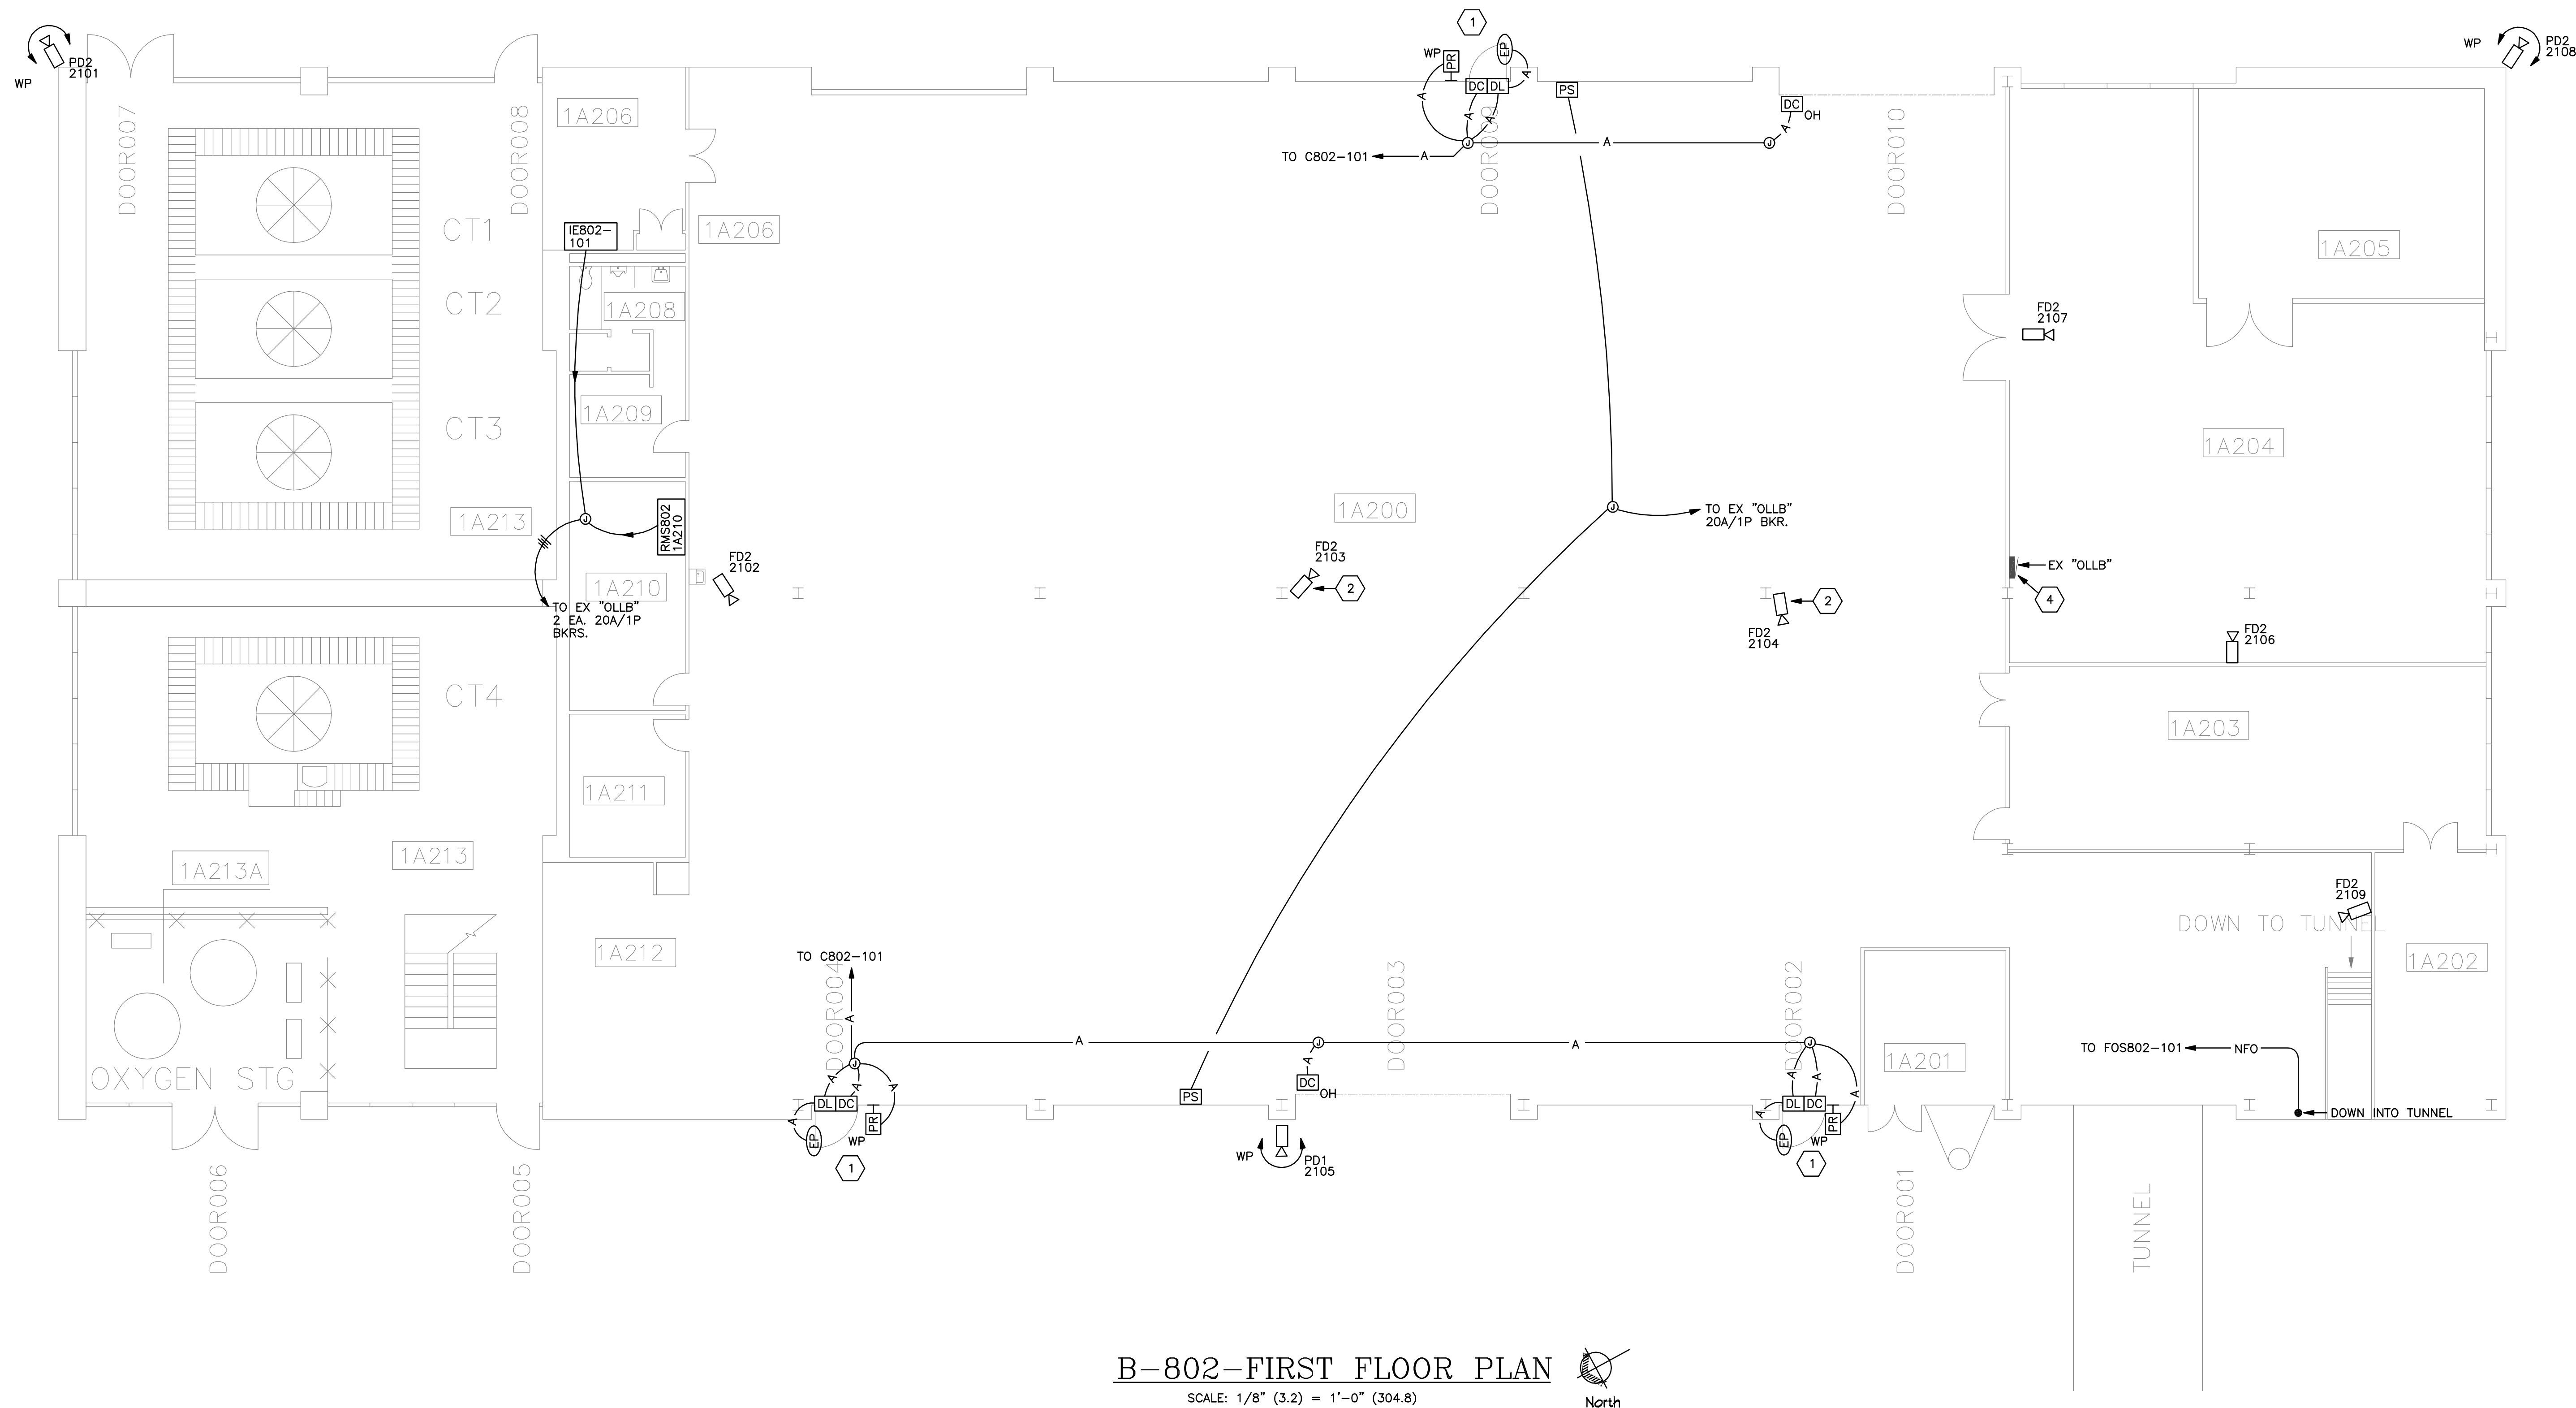 1
WP
PD2
2101
WP
PR
EP
DC
DL
A
A
A
A
PS
DC
OH
A
WP
PD2
2108
DOOR007
DOOR008
1A206
DOOR009
DOOR010
TO C802-101
A
J
A
J
CT1
1A206
IE802-
101
1A205
CT2
1A208
FD2
2107
CT3
1A209
1A204
1A213
J
RMS802
1A210
1A200
J
TO EX "OLLB"
20A/1P BKR.
FD2
2102
FD2
2103
2
EX "OLLB"
4
1A210
TO EX "OLLB"
2 EA. 20A/1P
BKRS.
2
FD2
2104
FD2
2106
CT4
1A203
1A211
1A213A
1A213
FD2
2109
DOWN TO TUNNEL
1A212
TO C802-101
1A202
DOOR004
DOOR003
DOOR002
A
A
J
A
J
1A201
TO FOS802-101
NFO
OXYGEN STG
J
A
A
A
A
DC
OH
A
A
A
DL
DC
PS
DL
DC
DOWN INTO TUNNEL
A
EP
WP
PR
A
EP
WP
PR
1
WP
PD1
2105
1
DOOR006
DOOR005
DOOR001
TUNNEL
B-802-FIRST FLOOR PLAN
SCALE: 1/8" (3.2) = 1'-0" (304.8)
North